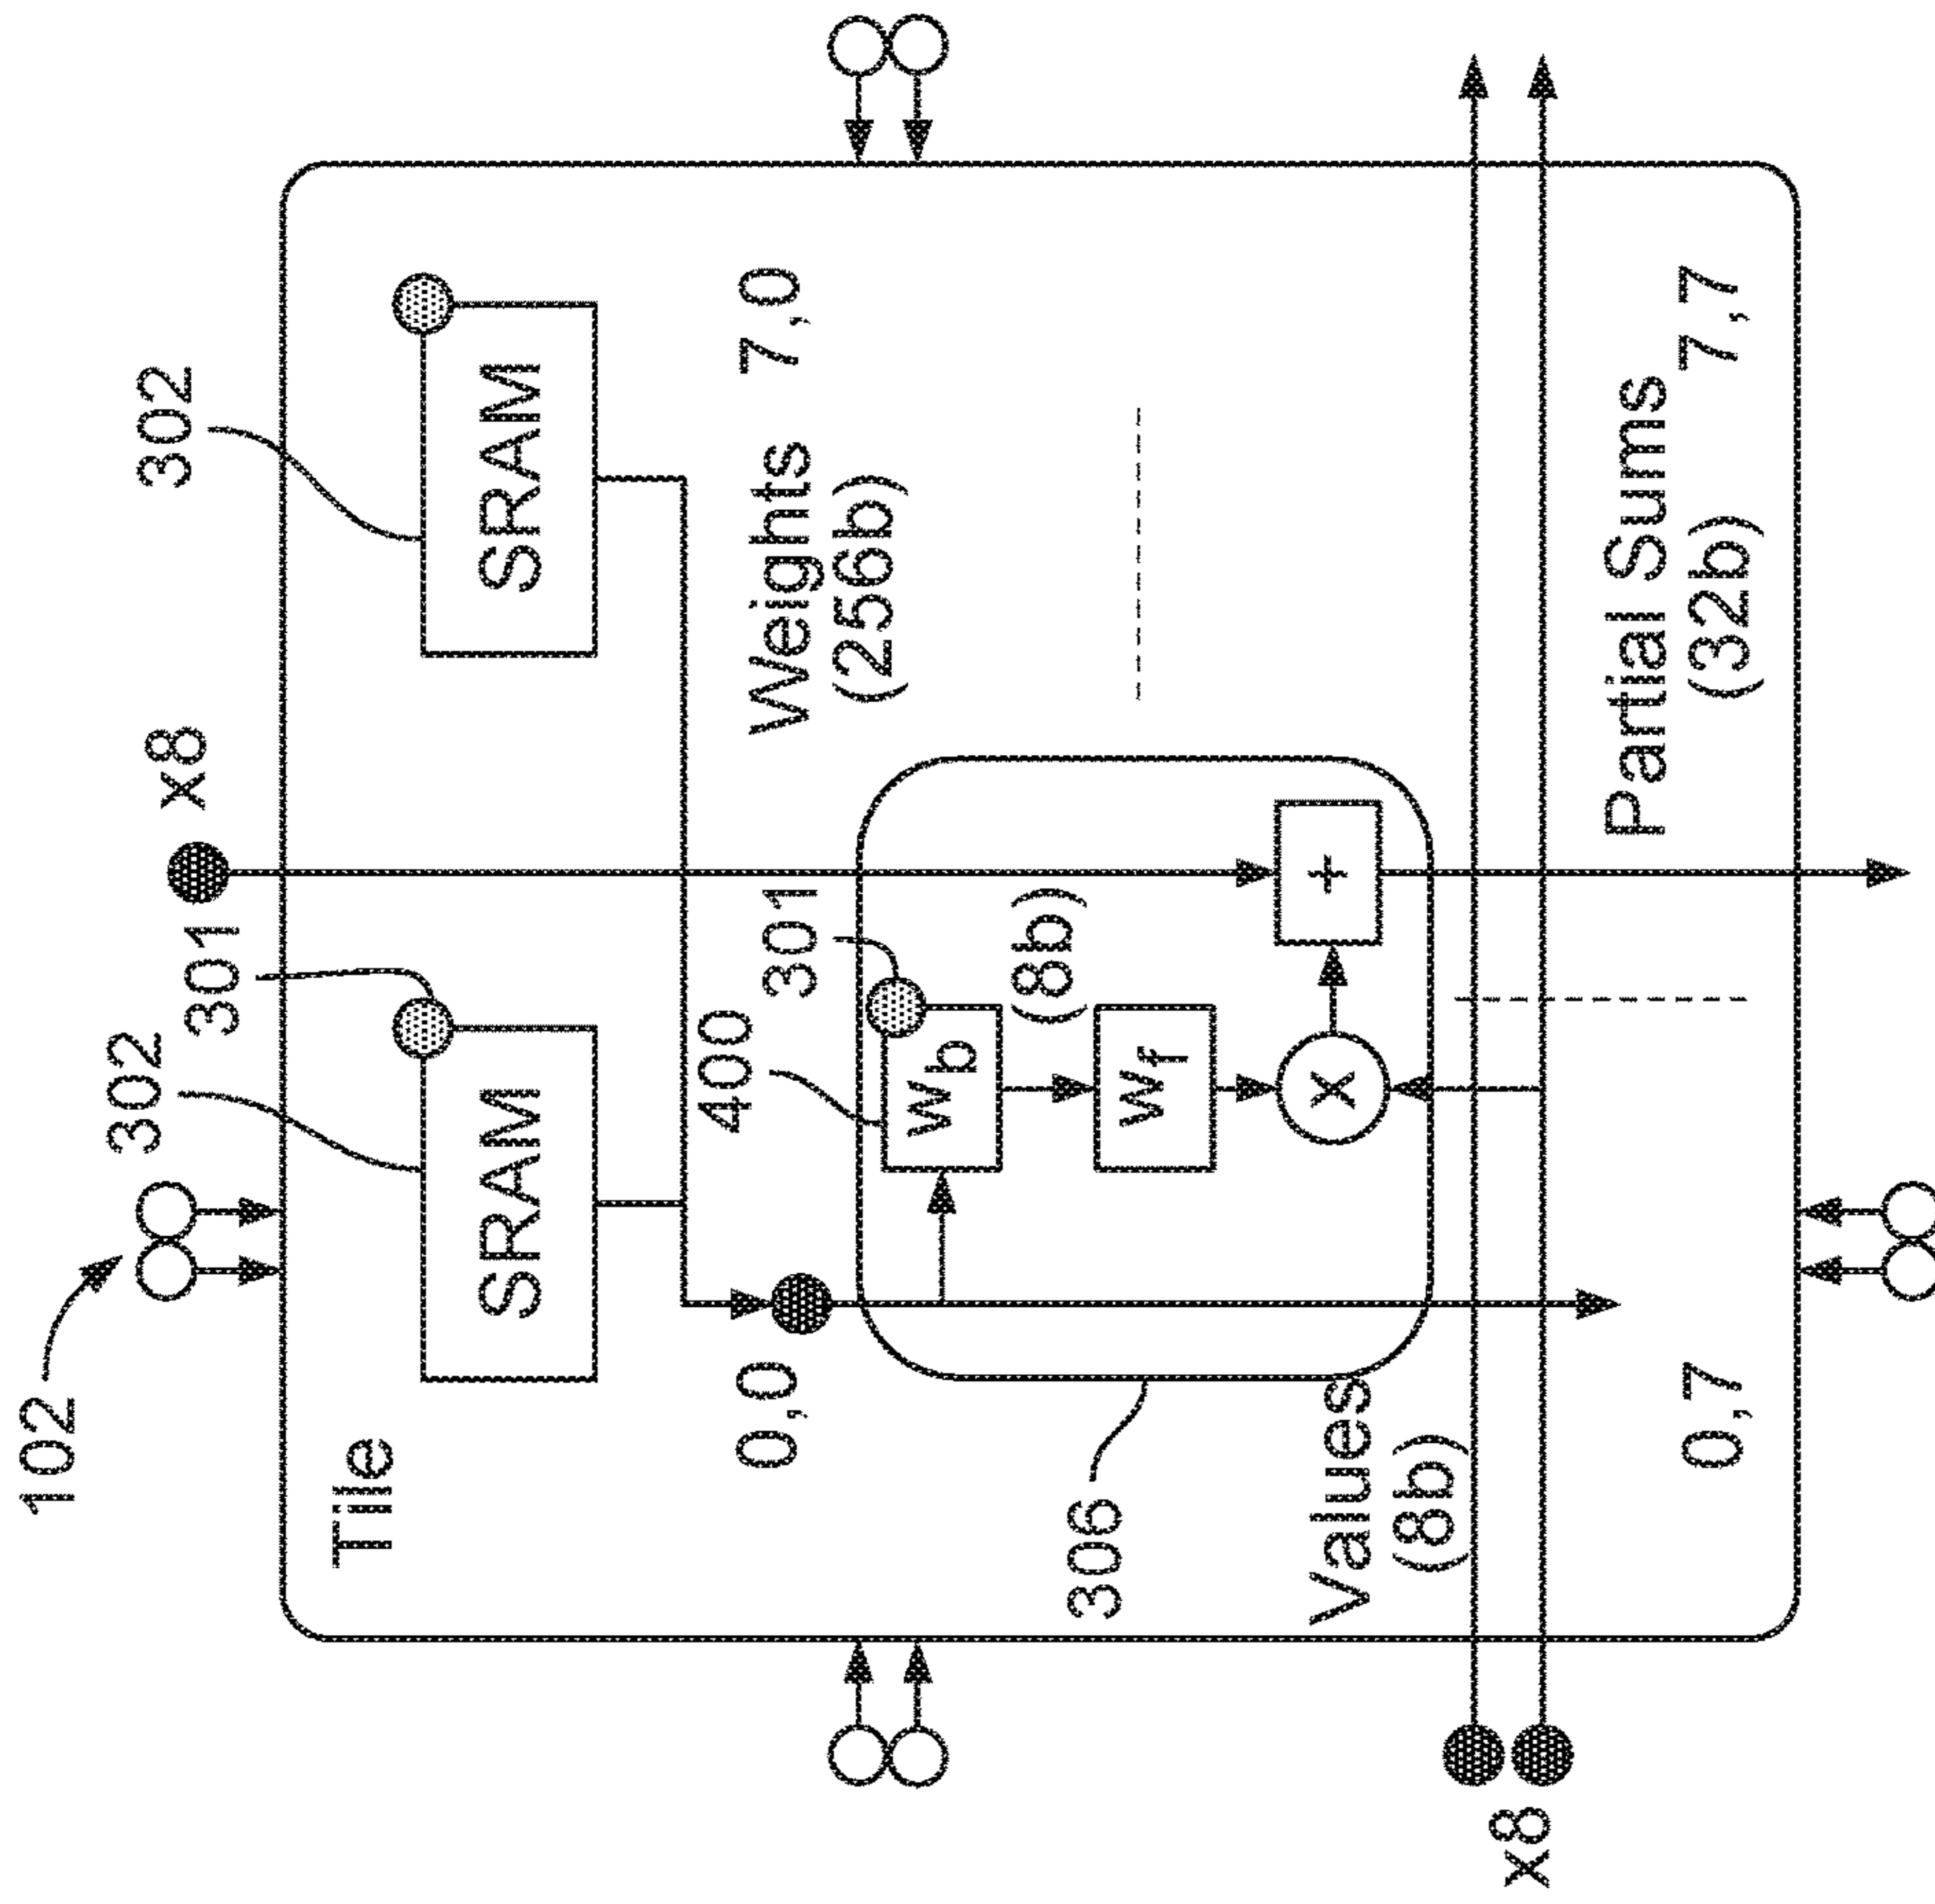 102
302
301
x8
302
Tile
SRAM
SRAM
0,0
400
301
Weights
7,0
(256b)
w_b
(8b)
306
w_f
x
+
Values
(8b)
x8
Partial Sums
(32b)
0,7
7,7